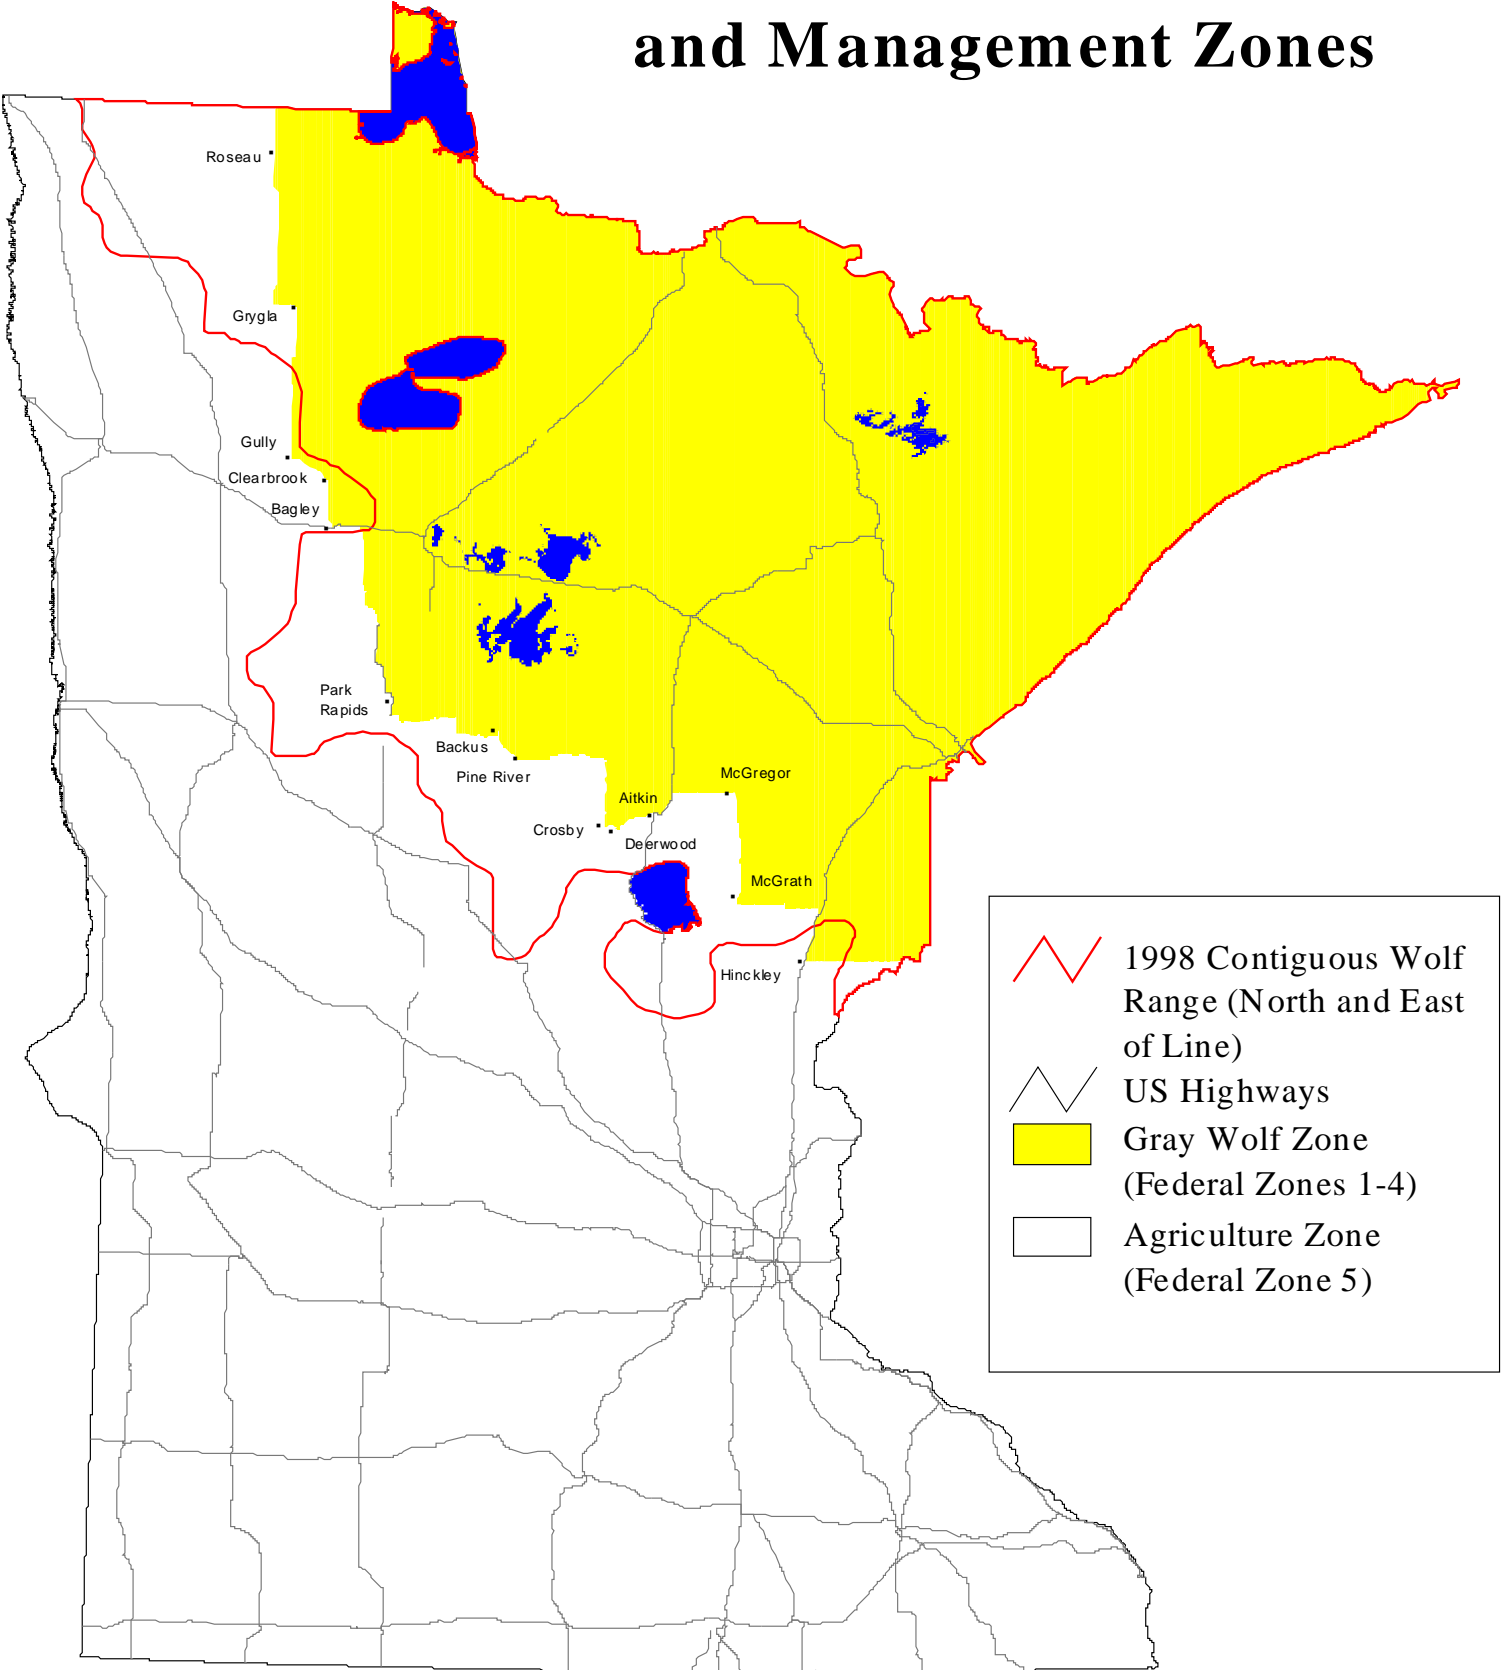 and Management Zones
Roseau
Grygla
Gully
Clearbrook
Bagley
Park
Rapids
Backus
Pine River
McGregor
Aitkin
Crosby
Deerwood
McGrath
Hinckley
1998 Contiguous Wolf
Range (North and East
of Line)
US Highways
Gray Wolf Zone
(Federal Zones 1-4)
Agriculture Zone
(Federal Zone 5)